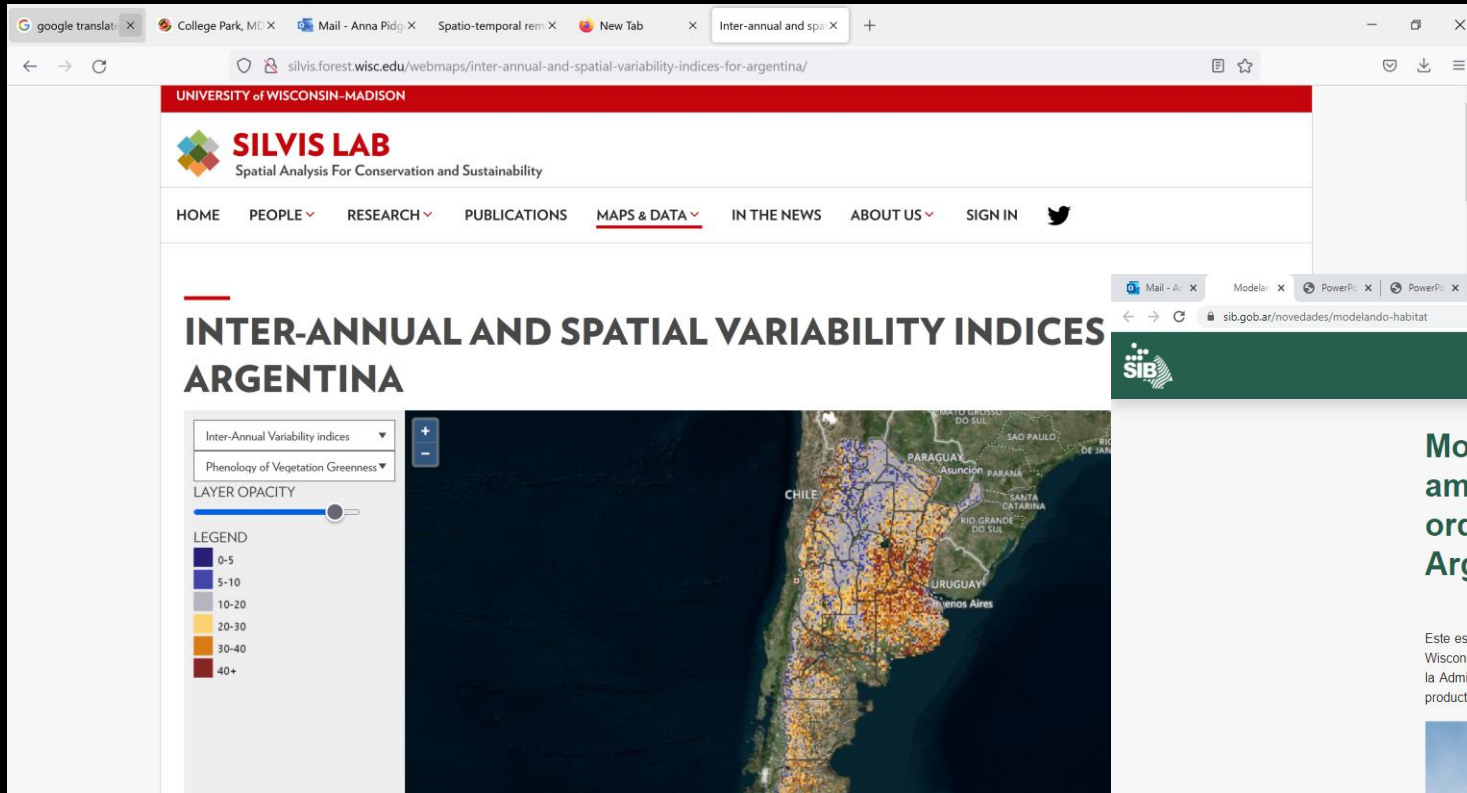 google translat
College Park, MD
Mail - Anna Pidg
Spatio-temporal rem
New Tab
Inter-annual and spa
silvis.forest.wisc.edu/webmaps/inter-annual-and-spatial-variability-indices-for-argentina/
UNIVERSITY of WISCONSIN–MADISON
SILVIS LAB
Spatial Analysis For Conservation and Sustainability
HOME PEOPLE RESEARCH PUBLICATIONS MAPS & DATA IN THE NEWS ABOUT US SIGN IN
INTER-ANNUAL AND SPATIAL VARIABILITY INDICES
ARGENTINA
Inter-Annual Variability indices
Phenology of Vegetation Greenness
LAYER OPACITY
LEGEND
0-5
5-10
10-20
20-30
30-40
40+
+
−
MATO GROSSO
DO SUL
SAO PAULO
PARAGUAY
Asunción
PARANÁ
CHILE
SANTA
CATARINA
RIO GRANDE
DO SUL
URUGUAY
Buenos Aires
Mail - A
Modelar
PowerPo
PowerPo
sib.gob.ar/novedades/modelando-habitat
SIB
Mo
am
ord
Arg
Este es
Wiscon
la Admi
product